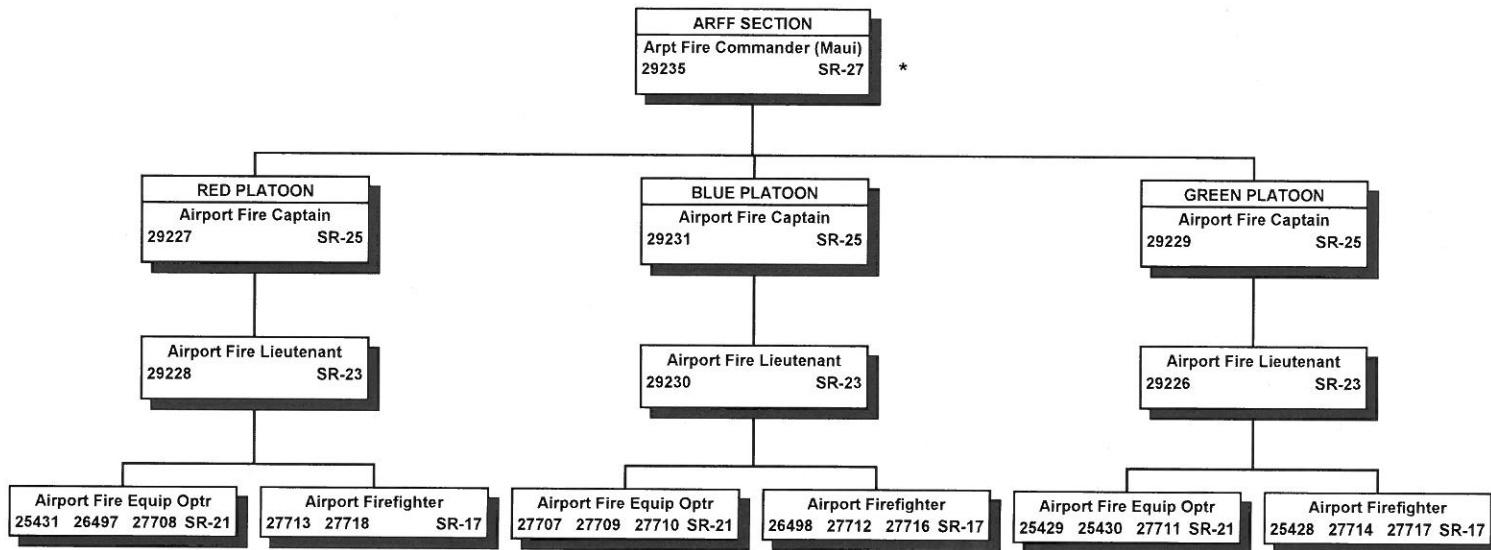 ARFF SECTION
Arpt Fire Commander (Maui)
29235 SR-27 *
RED PLATOON
Airport Fire Captain
29227 SR-25
BLUE PLATOON
Airport Fire Captain
29231 SR-25
GREEN PLATOON
Airport Fire Captain
29229 SR-25
Airport Fire Lieutenant
29228 SR-23
Airport Fire Lieutenant
29230 SR-23
Airport Fire Lieutenant
29226 SR-23
Airport Fire Equip Optr
25431 26497 27708 SR-21
Airport Firefighter
27713 27718 SR-17
Airport Fire Equip Optr
27707 27709 27710 SR-21
Airport Firefighter
26498 27712 27716 SR-17
Airport Fire Equip Optr
25429 25430 27711 SR-21
Airport Firefighter
25428 27714 27717 SR-17